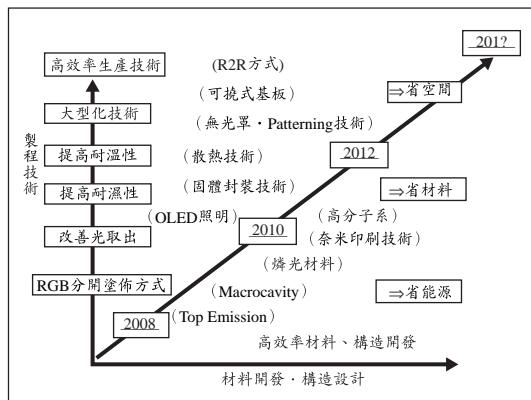 201?
高效率生產技術
(R2R方式)
(可撓式基板)
⇒省空間
大型化技術
(無光罩・Patterning技術)
製程技術
提高耐溫性
(散熱技術)
2012
提高耐濕性
(固體封裝技術)
⇒省材料
(OLED照明)
2010
(高分子系)
改善光取出
(奈米印刷技術)
(燐光材料)
RGB分開塗佈方式
(Macrocavity)
⇒省能源
2008
(Top Emission)
高效率材料、構造開發
材料開發・構造設計